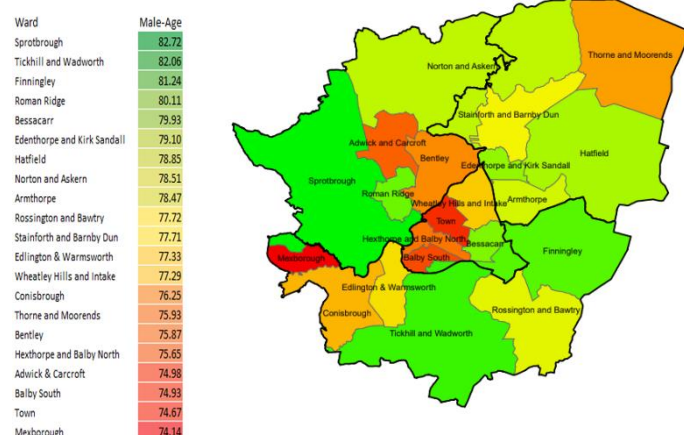 Ward Male-Age
Sprotbrough 82.72
Tickhill and Wadworth 82.06
Finningley 81.24
Roman Ridge 80.11
Bessacarr 79.93
Edenthorpe and Kirk Sandall 79.10
Hatfield 78.85
Norton and Askern 78.51
Armthorpe 78.47
Rossington and Bawtry 77.72
Stainforth and Barnby Dun 77.71
Edlington & Warmsworth 77.33
Wheatley Hills and Intake 77.29
Conisbrough 76.25
Thorne and Moorends 75.93
Bentley 75.87
Hexthorpe and Balby North 75.65
Adwick & Carcroft 74.98
Balby South 74.93
Town 74.67
Mexborough 74.14
Thorne and Moorends
Norton and Askern
Stainforth and Barnby Dun
Adwick and Carcroft
Bentley
Hatfield
Edenthorpe and Kirk Sandall
Sprotbrough
Roman Ridge
Armthorpe
Wheatley Hills and Intake
Town
Hexthorpe and Balby North
Bessacarr
Finningley
Mexborough
Balby South
Edlington & Warmsworth
Rossington and Bawtry
Conisbrough
Tickhill and Wadworth